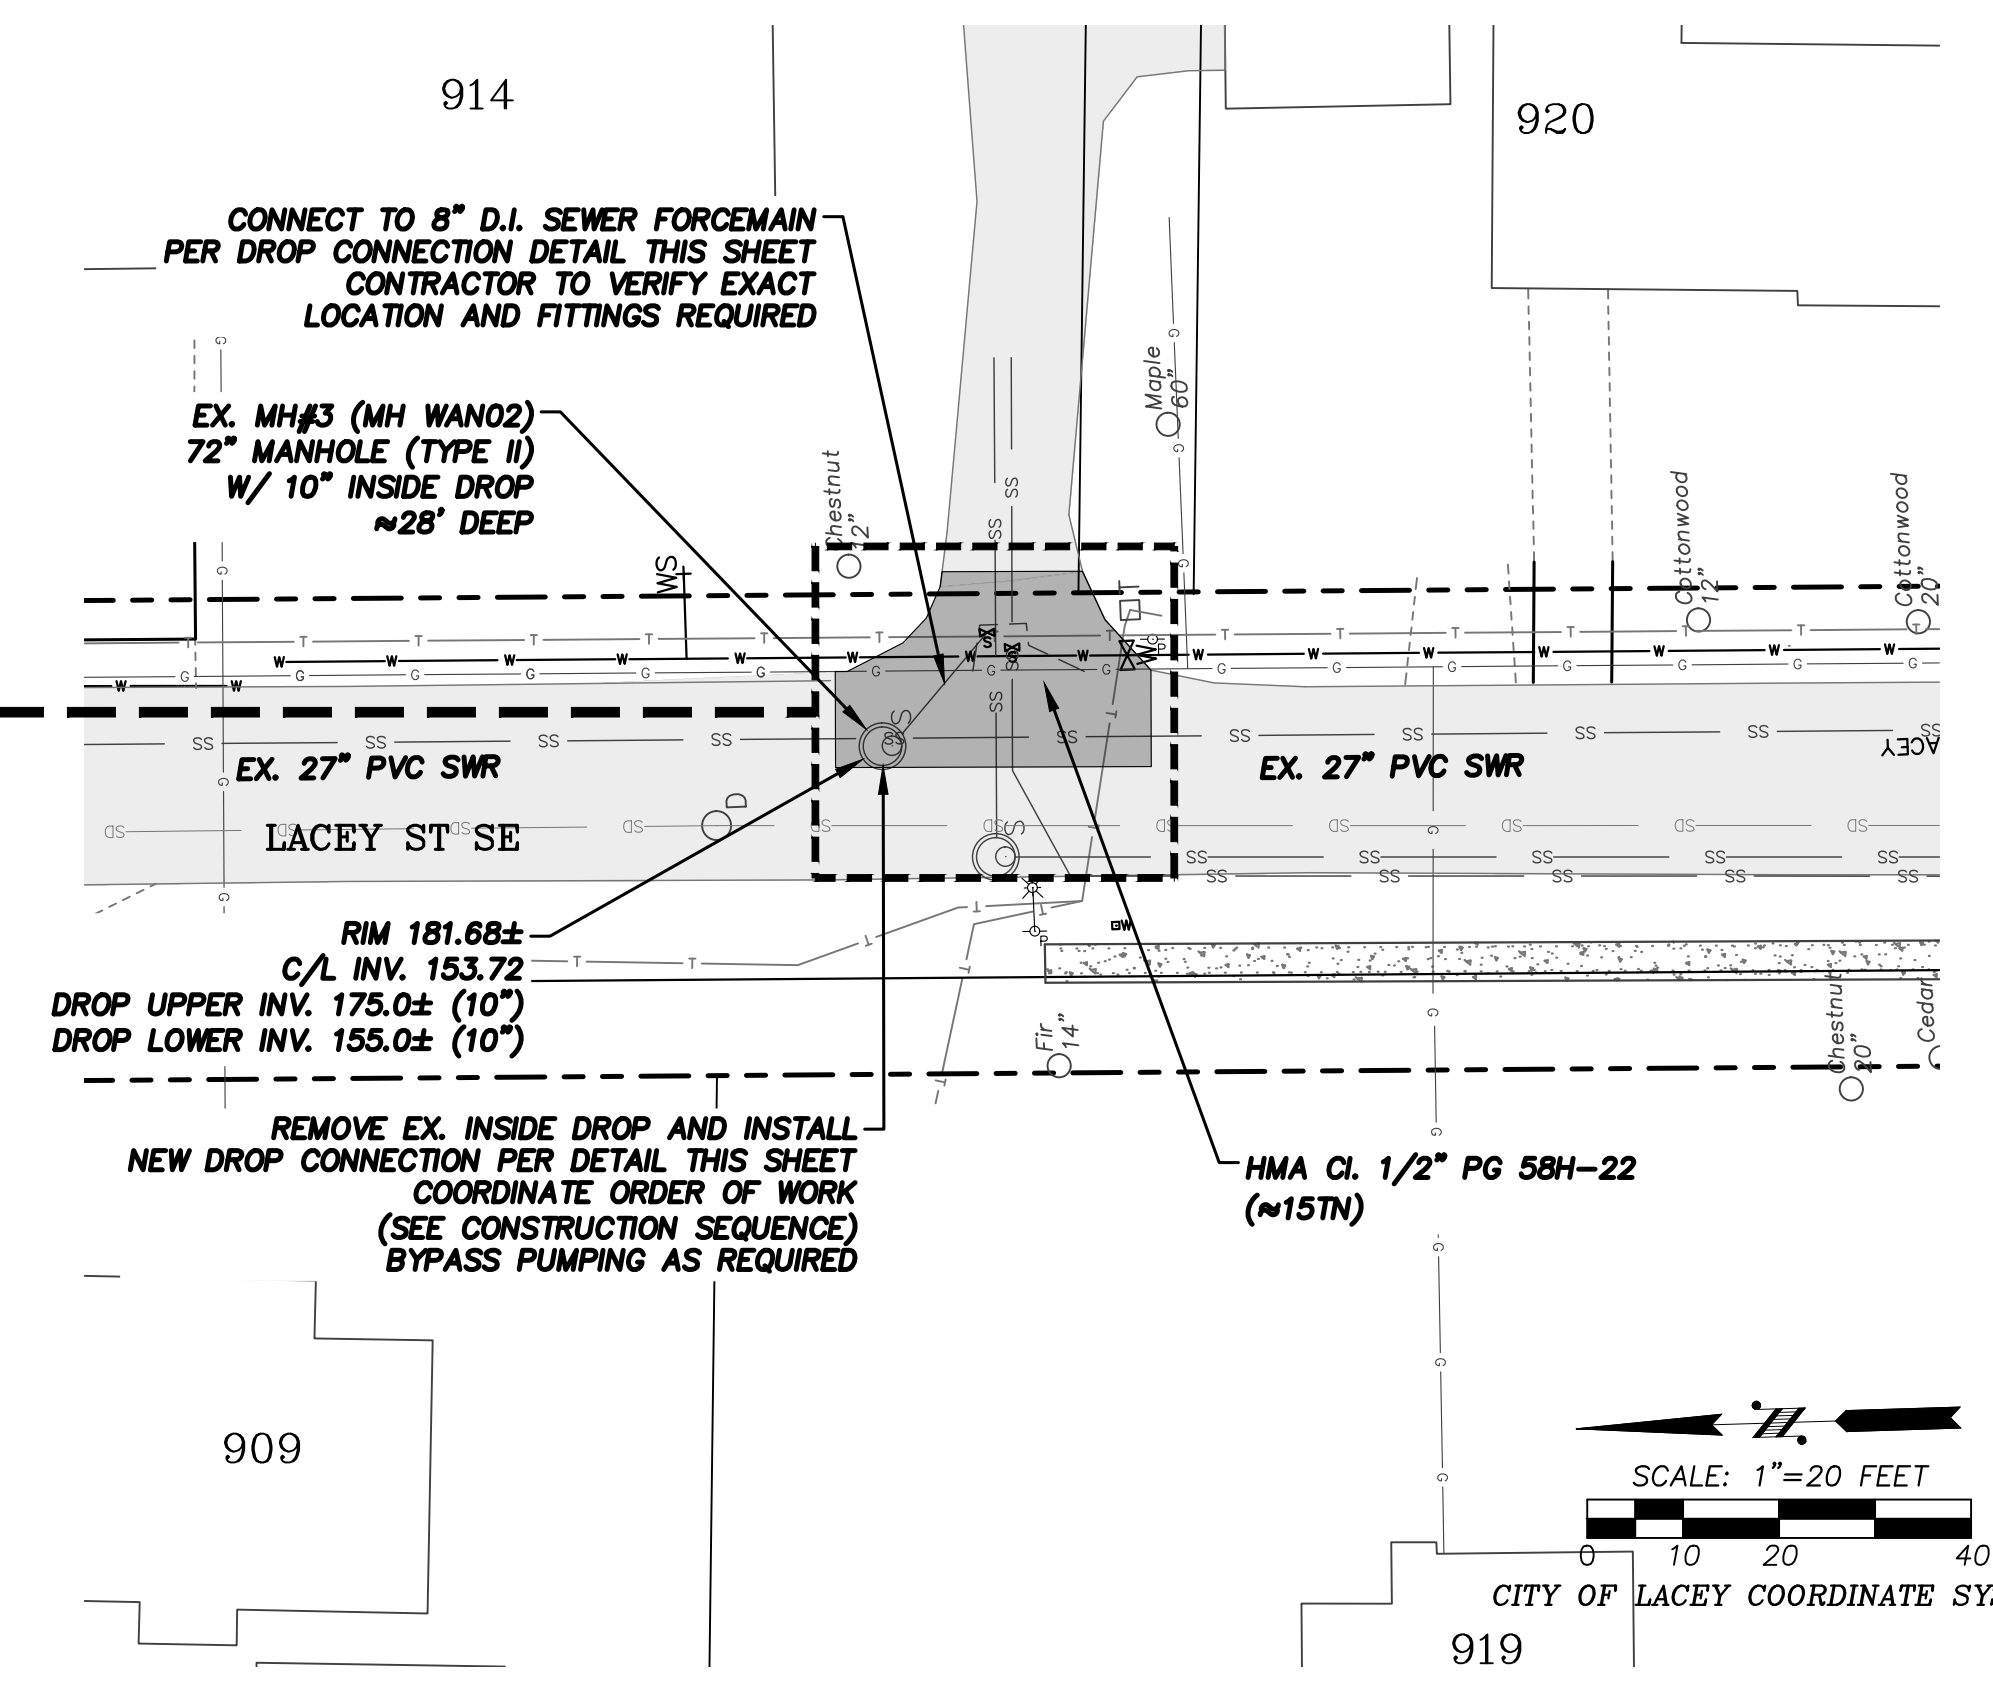 914
920
CONNECT TO 8" D.I. SEWER FORCEMAIN
PER DROP CONNECTION DETAIL THIS SHEET
CONTRACTOR TO VERIFY EXACT
LOCATION AND FITTINGS REQUIRED
Maple
60"
EX. MH#3 (MH WAN02)
72" MANHOLE (TYPE II)
W/ 10" INSIDE DROP
≈28' DEEP
Chestnut
12"
Cottonwood
12"
Cottonwood
20"
WS
EX. 27" PVC SWR
EX. 27" PVC SWR
LACEY ST SE
RIM 181.68±
C/L INV. 153.72
DROP UPPER INV. 175.0± (10")
DROP LOWER INV. 155.0± (10")
Fir
14"
Chestnut
20"
Cedar
REMOVE EX. INSIDE DROP AND INSTALL
NEW DROP CONNECTION PER DETAIL THIS SHEET
COORDINATE ORDER OF WORK
(SEE CONSTRUCTION SEQUENCE)
BYPASS PUMPING AS REQUIRED
HMA Cl. 1/2" PG 58H-22
(≈15TN)
909
SCALE: 1"=20 FEET
0 10 20 40
CITY OF LACEY COORDINATE
919